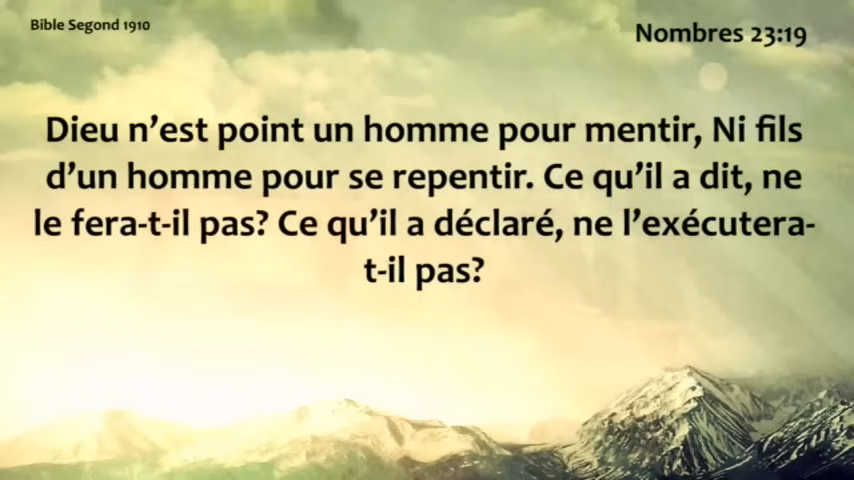 Bible Segond 1910
Nombres 23:19
Dieu n’est point un homme pour mentir, Ni fils
d’un homme pour se repentir. Ce qu’il a dit, ne
le fera-t-il pas? Ce qu’il a déclaré, ne l’exécutera-
t-il pas?